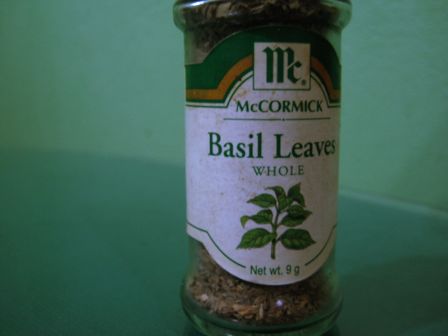 Mc®
McCORMICK
Basil Leaves
WHOLE
Net wt. 9 g